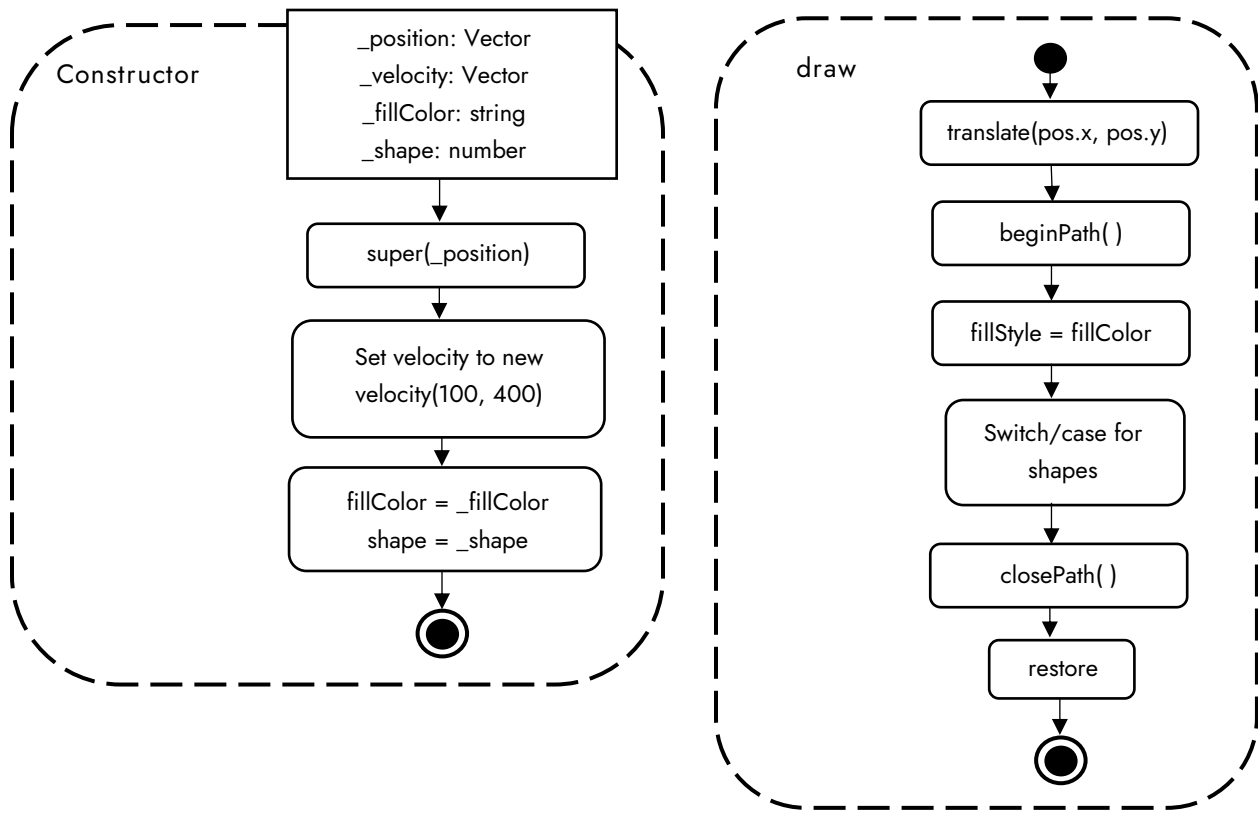 Constructor
_position: Vector
_velocity: Vector
_fillColor: string
_shape: number
super(_position)
Set velocity to new
velocity(100, 400)
fillColor = _fillColor
shape = _shape
draw
translate(pos.x, pos.y)
beginPath( )
fillStyle = fillColor
Switch/case for
shapes
closePath( )
restore